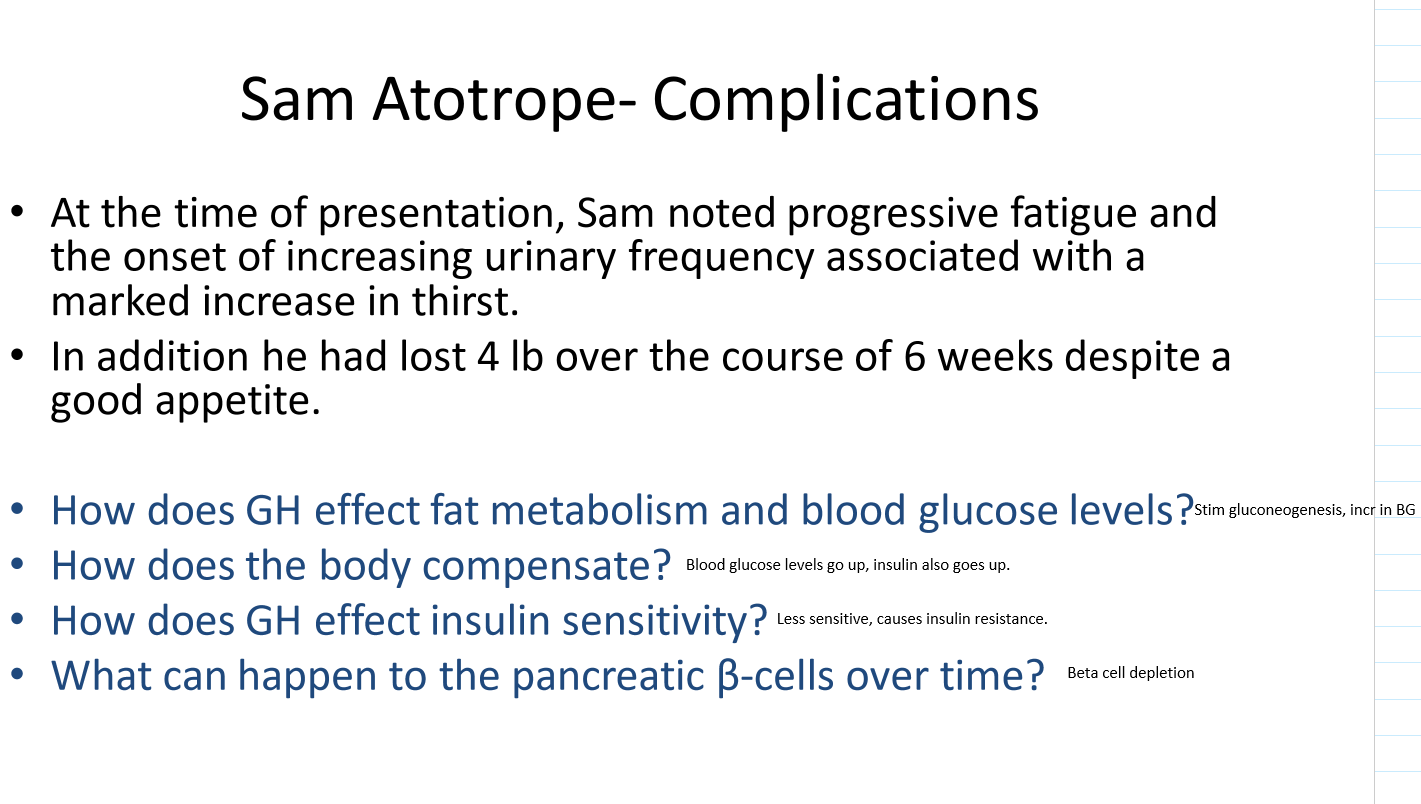 Sam Atotrope- Complications
• At the time of presentation, Sam noted progressive fatigue and
the onset of increasing urinary frequency associated with a
marked increase in thirst.
• In addition he had lost 4 lb over the course of 6 weeks despite a
good appetite.
• How does GH effect fat metabolism and blood glucose levels? Stim gluconeogenesis, incr in BG
• How does the body compensate? Blood glucose levels go up, insulin also goes up.
• How does GH effect insulin sensitivity? Less sensitive, causes insulin resistance.
• What can happen to the pancreatic β-cells over time? Beta cell depletion